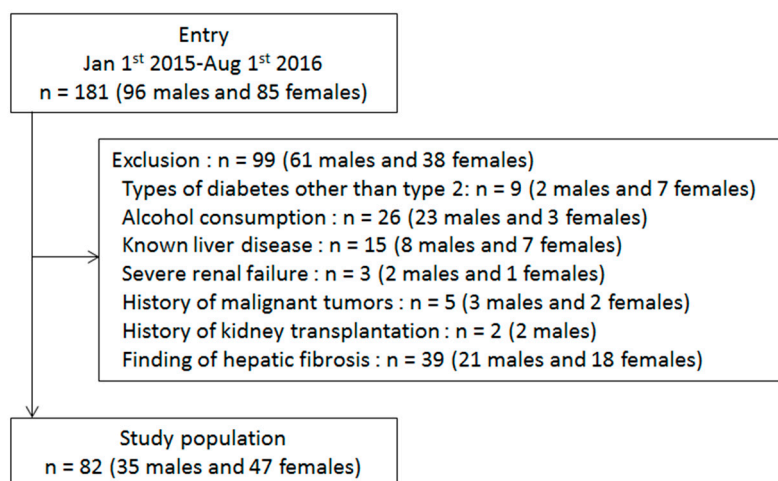 Entry
Jan 1st 2015-Aug 1st 2016
n = 181 (96 males and 85 females)
Exclusion : n = 99 (61 males and 38 females)
Types of diabetes other than type 2: n = 9 (2 males and 7 females)
Alcohol consumption : n = 26 (23 males and 3 females)
Known liver disease : n = 15 (8 males and 7 females)
Severe renal failure : n = 3 (2 males and 1 females)
History of malignant tumors : n = 5 (3 males and 2 females)
History of kidney transplantation : n = 2 (2 males)
Finding of hepatic fibrosis : n = 39 (21 males and 18 females)
Study population
n = 82 (35 males and 47 females)